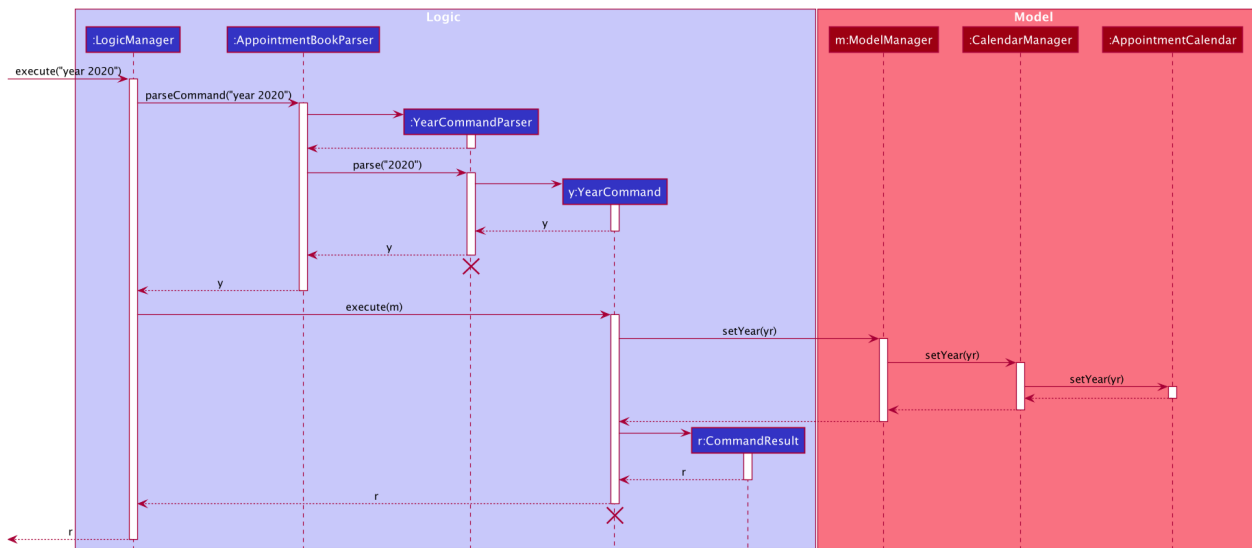 Logic
Model
:LogicManager
:AppointmentBookParser
m:ModelManager
:CalendarManager
:AppointmentCalendar
execute("year 2020")
parseCommand("year 2020")
:YearCommandParser
parse("2020")
y:YearCommand
y
y
y
execute(m)
setYear(yr)
setYear(yr)
setYear(yr)
r:CommandResult
r
r
r